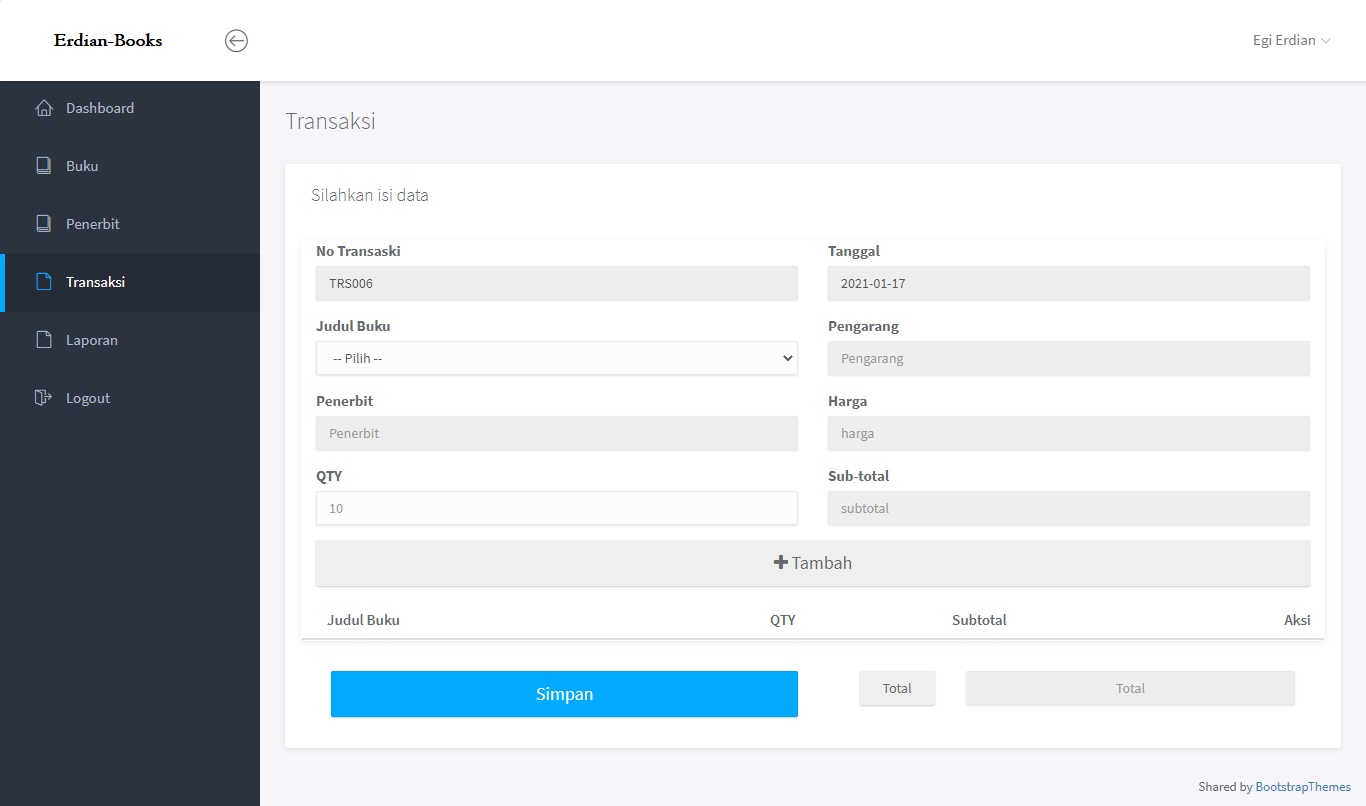 Erdian-Books
Egi Erdian
Dashboard
Buku
Penerbit
Transaksi
Laporan
Logout
Transaksi
Silahkan isi data
No Transaski
Tanggal
TRS006
2021-01-17
Judul Buku
Pengarang
-- Pilih --
Pengarang
Penerbit
Harga
Penerbit
harga
QTY
Sub-total
10
subtotal
Tambah
Judul Buku QTY Subtotal Aksi
Simpan
Total
Total
Shared by BootstrapThemes